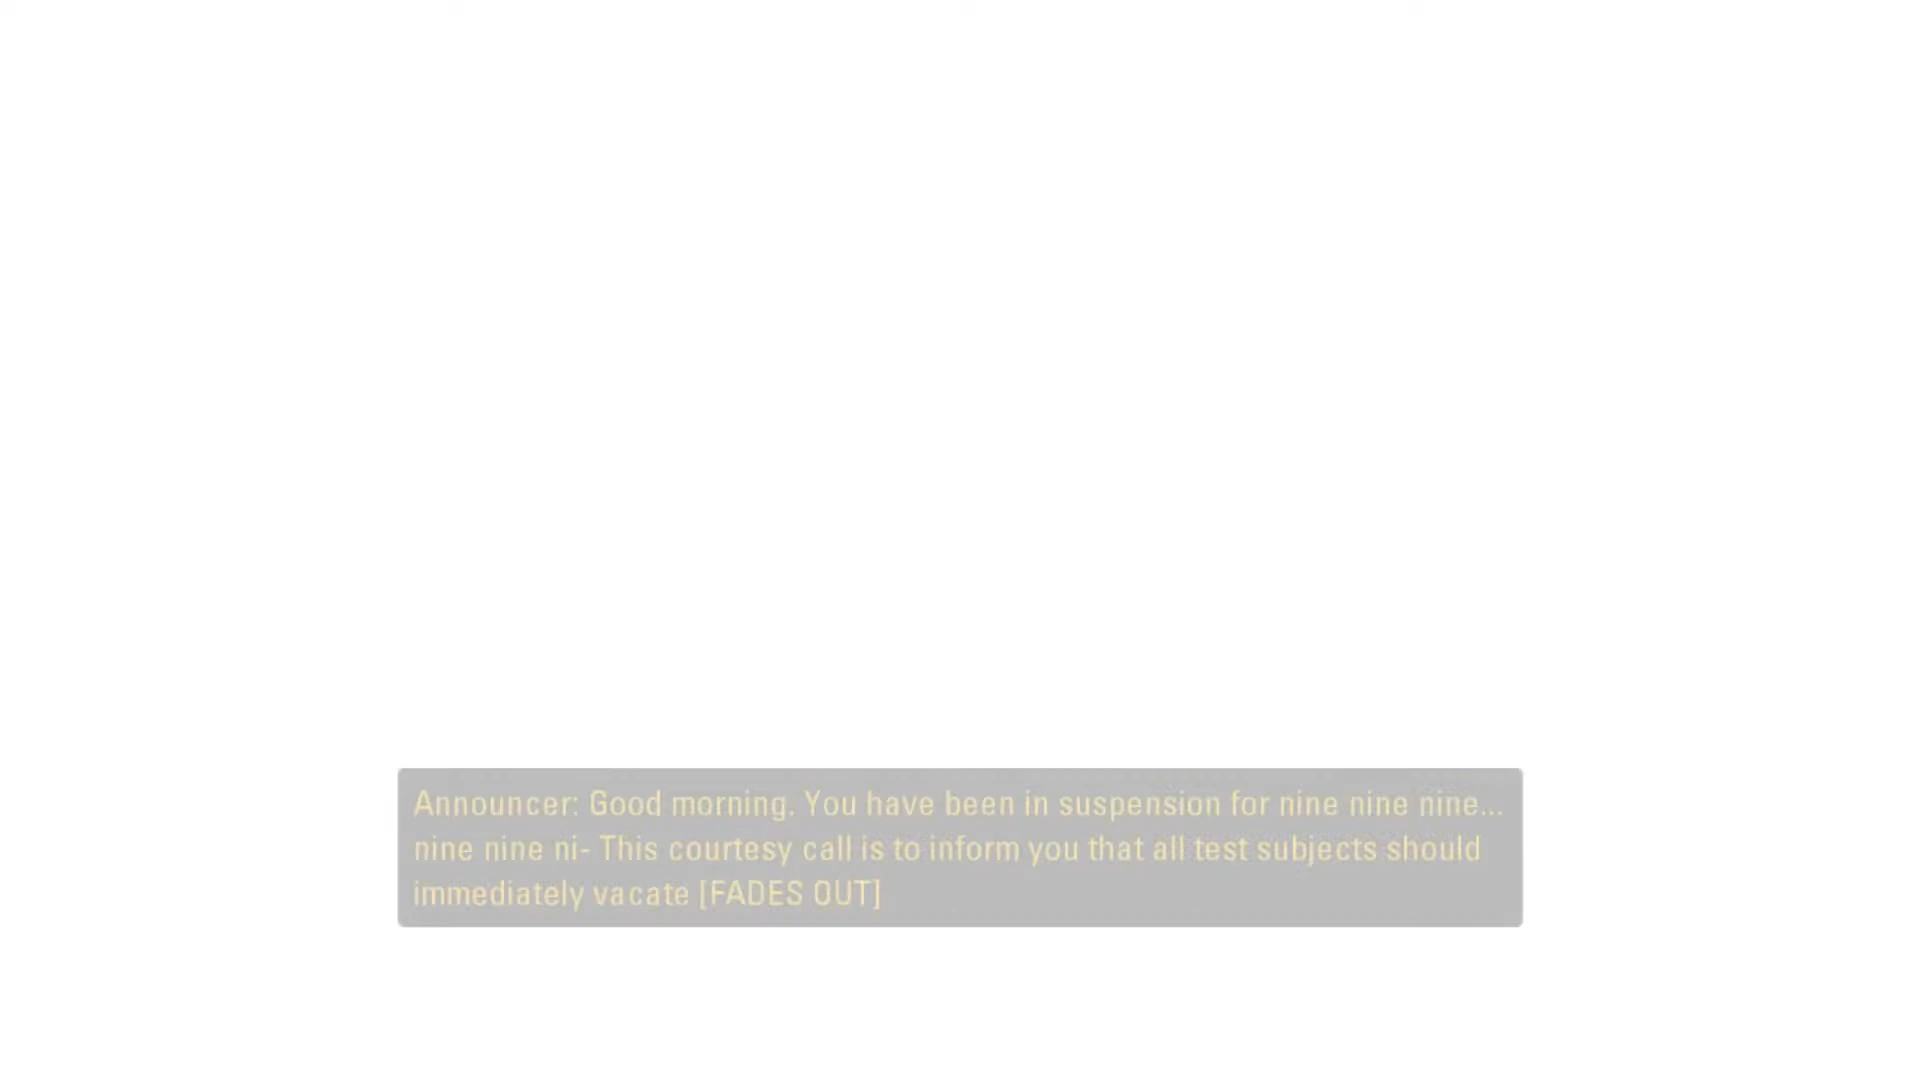 Announcer: Good morning. You have been in suspension for nine nine nine...
nine nine ni- This courtesy call is to inform you that all test subjects should
immediately vacate [FADES OUT]